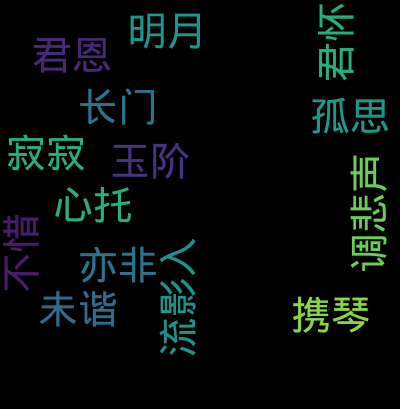 明月
君恩
君怀
长门
孤思
寂寂
玉阶
调悲声
心托
不惜
亦非
流影入
未谐
携琴